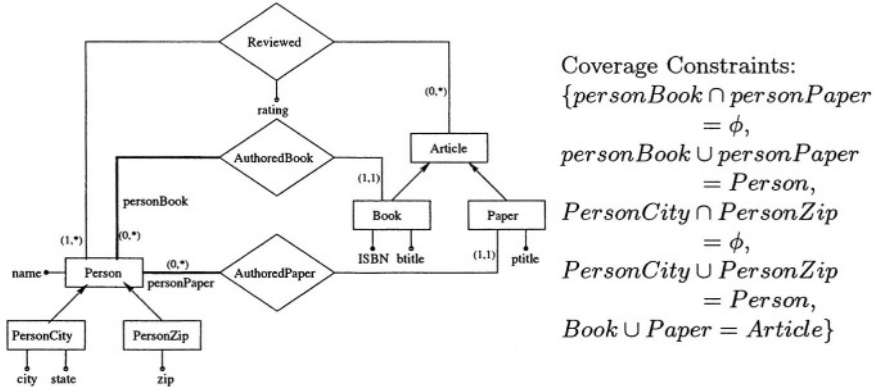 Reviewed
rating
(0,*)
Article
AuthoredBook
(1,1)
personBook
Book
Paper
(1,*)
(0,*)
(0,*)
(1,1)
ISBN btitle
ptitle
name
Person
personPaper
AuthoredPaper
PersonCity
PersonZip
city state
zip
Coverage Constraints:
{personBook ∩ personPaper
= ϕ,
personBook ∪ personPaper
= Person,
PersonCity ∩ PersonZip
= ϕ,
PersonCity ∪ PersonZip
= Person,
Book ∪ Paper = Article}